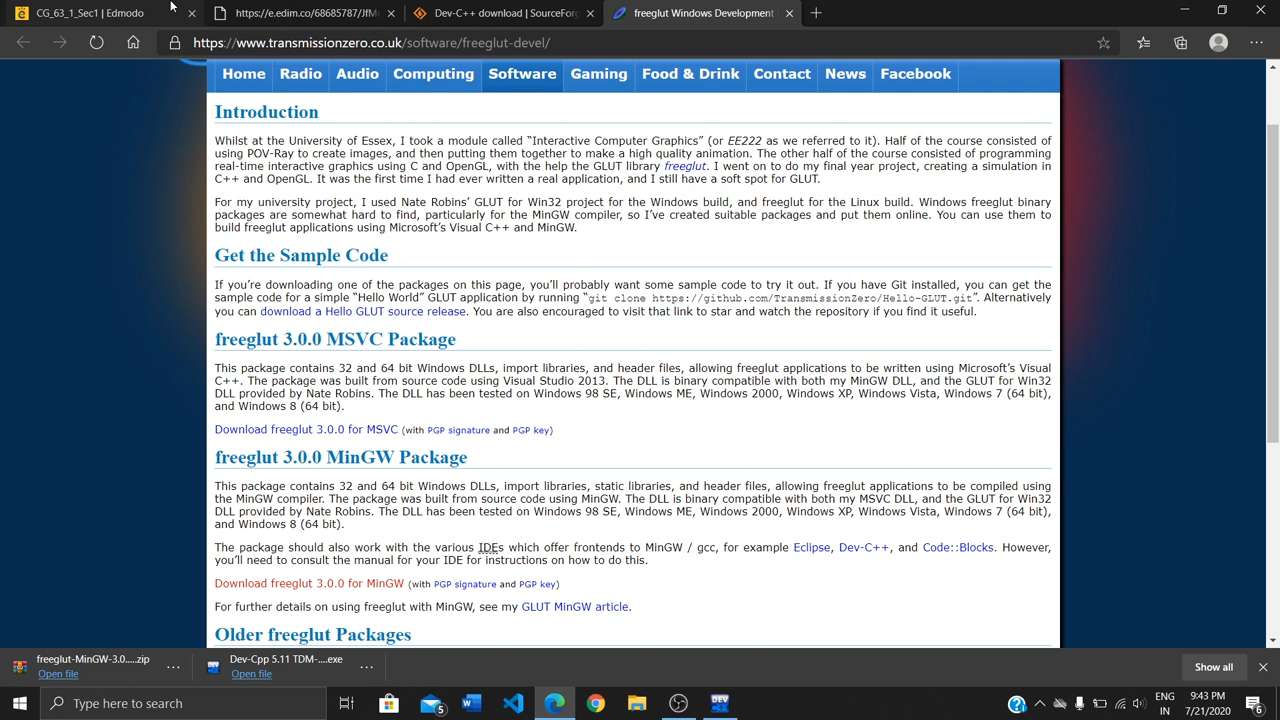 CG_63_1_Sec1 | Edmodo
https://e.edim.co/68685787/JfM
Dev-C++ download | SourceFor
freeglut Windows Development
https://www.transmissionzero.co.uk/software/freeglut-devel/
Home Radio Audio Computing Software Gaming Food & Drink Contact News Facebook
Introduction
Whilst at the University of Essex, I took a module called “Interactive Computer Graphics” (or EE222 as we referred to it). Half of the course consisted of
using POV-Ray to create images, and then putting them together to make a high quality animation. The other half of the course consisted of programming
real-time interactive graphics using C and OpenGL, with the help the GLUT library freeglut. I went on to do my final year project, creating a simulation in
C++ and OpenGL. It was the first time I had ever written a real application, and I still have a soft spot for GLUT.
For my university project, I used Nate Robins’ GLUT for Win32 project for the Windows build, and freeglut for the Linux build. Windows freeglut binary
packages are somewhat hard to find, particularly for the MinGW compiler, so I’ve created suitable packages and put them online. You can use them to
build freeglut applications using Microsoft’s Visual C++ and MinGW.
Get the Sample Code
If you’re downloading one of the packages on this page, you’ll probably want some sample code to try it out. If you have Git installed, you can get the
sample code for a simple “Hello World” GLUT application by running “git clone https://github.com/TransmissionZero/Hello-GLUT.git”. Alternatively
you can download a Hello GLUT source release. You are also encouraged to visit that link to star and watch the repository if you find it useful.
freeglut 3.0.0 MSVC Package
This package contains 32 and 64 bit Windows DLLs, import libraries, and header files, allowing freeglut applications to be written using Microsoft’s Visual
C++. The package was built from source code using Visual Studio 2013. The DLL is binary compatible with both my MinGW DLL, and the GLUT for Win32
DLL provided by Nate Robins. The DLL has been tested on Windows 98 SE, Windows ME, Windows 2000, Windows XP, Windows Vista, Windows 7 (64 bit),
and Windows 8 (64 bit).
Download freeglut 3.0.0 for MSVC (with PGP signature and PGP key)
freeglut 3.0.0 MinGW Package
This package contains 32 and 64 bit Windows DLLs, import libraries, static libraries, and header files, allowing freeglut applications to be compiled using
the MinGW compiler. The package was built from source code using MinGW. The DLL is binary compatible with both my MSVC DLL, and the GLUT for Win32
DLL provided by Nate Robins. The DLL has been tested on Windows 98 SE, Windows ME, Windows 2000, Windows XP, Windows Vista, Windows 7 (64 bit),
and Windows 8 (64 bit).
The package should also work with the various IDEs which offer frontends to MinGW / gcc, for example Eclipse, Dev-C++, and Code::Blocks. However,
you’ll need to consult the manual for your IDE for instructions on how to do this.
Download freeglut 3.0.0 for MinGW (with PGP signature and PGP key)
For further details on using freeglut with MinGW, see my GLUT MinGW article.
Older freeglut Packages
freeglut-MinGW-3.0.....zip
Open file
Dev-Cpp 5.11 TDM-....exe
Open file
Show all
Type here to search
5
ENG
IN
9:43 PM
7/21/2020
6